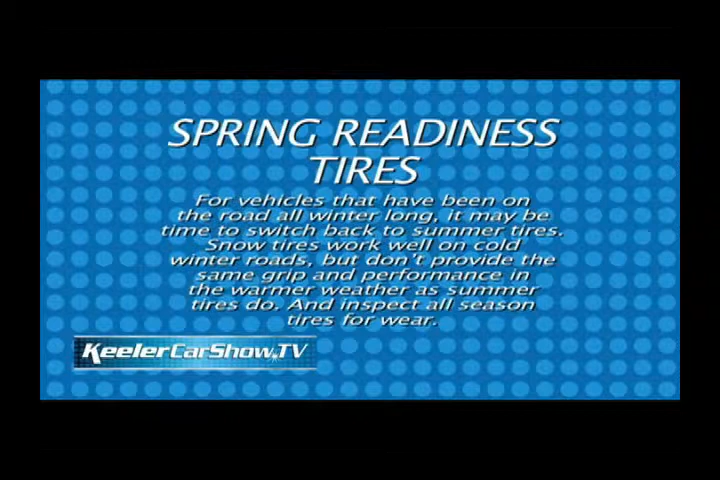 SPRING READINESS
TIRES
For vehicles that have been on
the road all winter long, it may be
time to switch back to summer tires.
Snow tires work well on cold
winter roads, but don't provide the
same grip and performance in
the warmer weather as summer
tires do. And inspect all season
tires for wear.
KeelerCarShow.TV